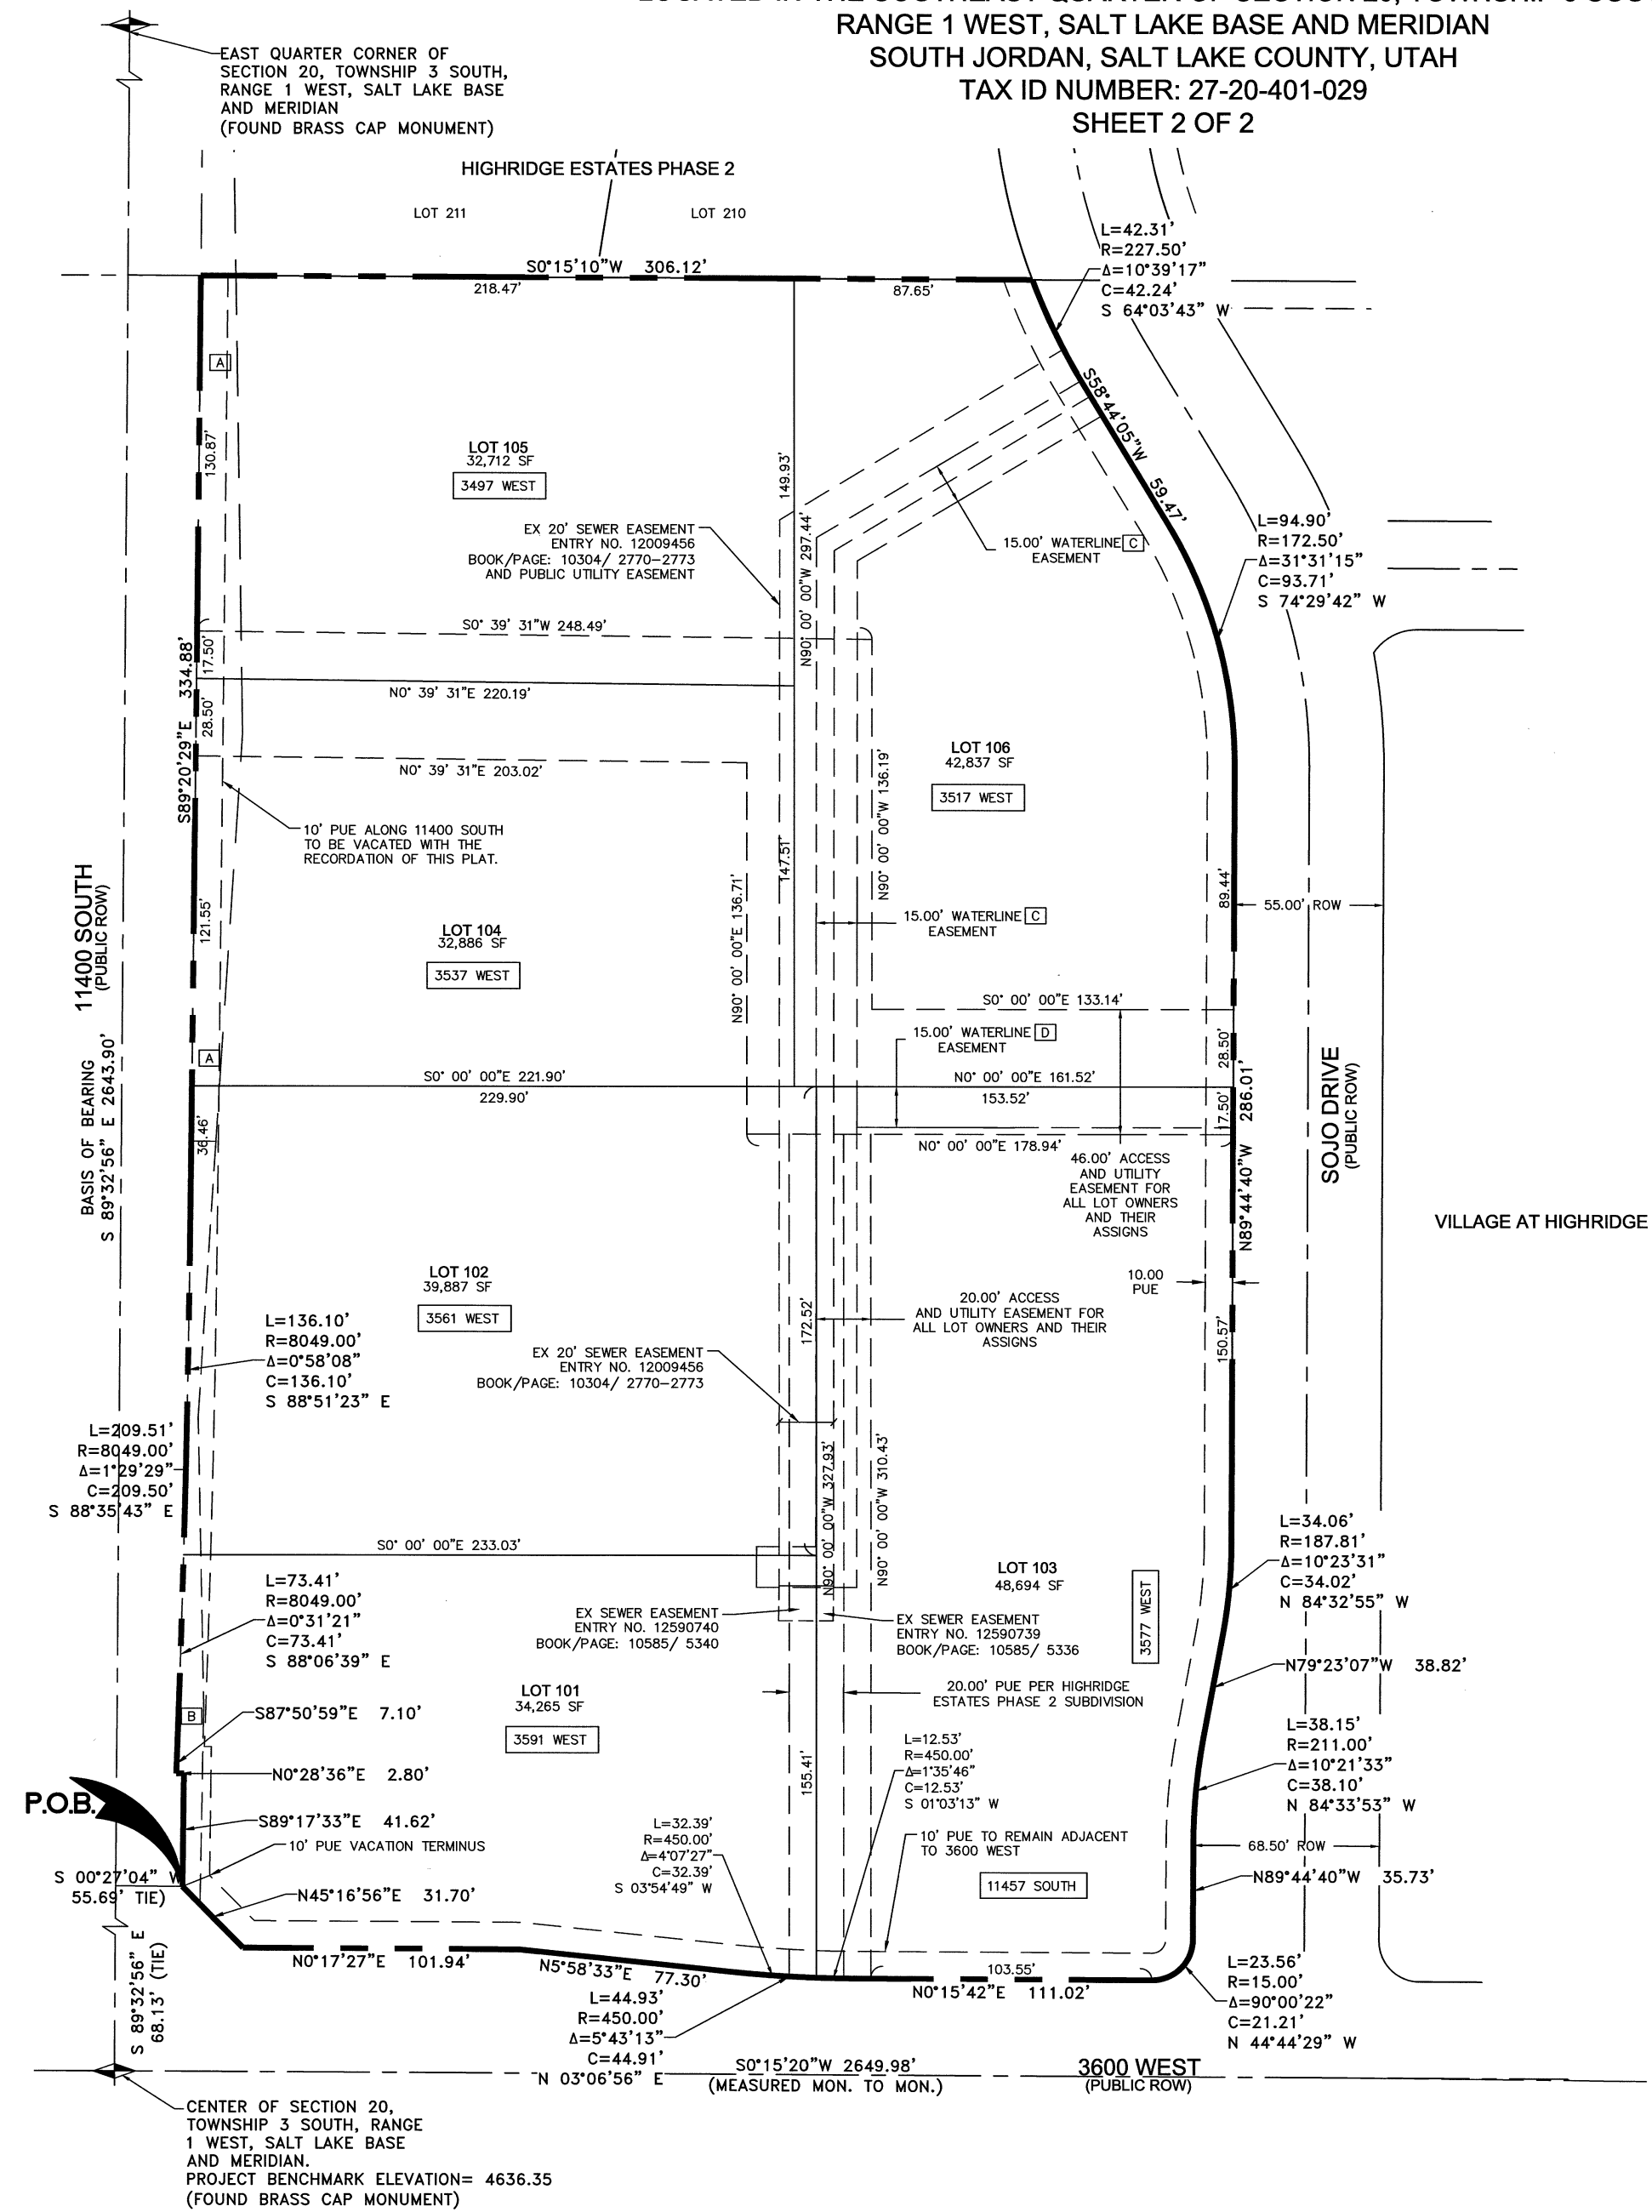 RANGE 1 WEST, SALT LAKE BASE AND MERIDIAN
SOUTH JORDAN, SALT LAKE COUNTY, UTAH
TAX ID NUMBER: 27-20-401-029
SHEET 2 OF 2
EAST QUARTER CORNER OF
SECTION 20, TOWNSHIP 3 SOUTH,
RANGE 1 WEST, SALT LAKE BASE
AND MERIDIAN
(FOUND BRASS CAP MONUMENT)
HIGHRIDGE ESTATES PHASE 2
LOT 211
LOT 210
L=42.31'
R=227.50'
Δ=10°39'17"
C=42.24'
S 64°03'43" W
S0°15'10"W 306.12'
218.47'
87.65'
A
130.87'
LOT 105
32,712 SF
3497 WEST
149.93'
S58°44'05"W 59.47'
EX 20' SEWER EASEMENT
ENTRY NO. 12009456
BOOK/PAGE: 10304/ 2770-2773
AND PUBLIC UTILITY EASEMENT
N90° 00' 00"W 297.44'
15.00' WATERLINE C
EASEMENT
L=94.90'
R=172.50'
Δ=31°31'15"
C=93.71'
S 74°29'42" W
S0° 39' 31"W 248.49'
17.50'
N0° 39' 31"E 220.19'
28.50'
S89°20'29"E 334.88'
N0° 39' 31"E 203.02'
LOT 106
42,837 SF
3517 WEST
N90° 00' 00"W 136.19'
10' PUE ALONG 11400 SOUTH
TO BE VACATED WITH THE
RECORDATION OF THIS PLAT.
147.51'
N90° 00' 00"E 136.71'
89.44'
55.00' ROW
11400 SOUTH
(PUBLIC ROW)
121.55'
LOT 104
32,886 SF
3537 WEST
15.00' WATERLINE C
EASEMENT
S0° 00' 00"E 133.14'
15.00' WATERLINE D
EASEMENT
28.50'
A
BASIS OF BEARING
S 89°32'56" E 2643.90'
S0° 00' 00"E 221.90'
229.90'
N0° 00' 00"E 161.52'
153.52'
17.50'
36.46'
N0° 00' 00"E 178.94'
N89°44'40"W 286.01'
SOJO DRIVE
(PUBLIC ROW)
46.00' ACCESS
AND UTILITY
EASEMENT FOR
ALL LOT OWNERS
AND THEIR
ASSIGNS
VILLAGE AT HIGHRIDGE
LOT 102
39,887 SF
3561 WEST
10.00
PUE
20.00' ACCESS
AND UTILITY EASEMENT FOR
ALL LOT OWNERS AND THEIR
ASSIGNS
172.52'
150.57'
L=136.10'
R=8049.00'
Δ=0°58'08"
C=136.10'
S 88°51'23" E
EX 20' SEWER EASEMENT
ENTRY NO. 12009456
BOOK/PAGE: 10304/ 2770-2773
L=209.51'
R=8049.00'
Δ=1°29'29"
C=209.50'
S 88°35'43" E
N90° 00' 00"W 327.93'
N90° 00' 00"W 310.43'
S0° 00' 00"E 233.03'
L=34.06'
R=187.81'
Δ=10°23'31"
C=34.02'
N 84°32'55" W
LOT 103
48,694 SF
3577 WEST
L=73.41'
R=8049.00'
Δ=0°31'21"
C=73.41'
S 88°06'39" E
EX SEWER EASEMENT
ENTRY NO. 12590740
BOOK/PAGE: 10585/ 5340
EX SEWER EASEMENT
ENTRY NO. 12590739
BOOK/PAGE: 10585/ 5336
N79°23'07"W 38.82'
20.00' PUE PER HIGHRIDGE
ESTATES PHASE 2 SUBDIVISION
LOT 101
34,265 SF
3591 WEST
B
S87°50'59"E 7.10'
L=38.15'
R=211.00'
Δ=10°21'33"
C=38.10'
N 84°33'53" W
L=12.53'
R=450.00'
Δ=1°35'46"
C=12.53'
S 01°03'13" W
155.41'
N0°28'36"E 2.80'
P.O.B.
S89°17'33"E 41.62'
10' PUE VACATION TERMINUS
L=32.39'
R=450.00'
Δ=4°07'27"
C=32.39'
S 03°54'49" W
10' PUE TO REMAIN ADJACENT
TO 3600 WEST
68.50' ROW
S 00°27'04" W
55.69' TIE)
11457 SOUTH
N89°44'40"W 35.73'
N45°16'56"E 31.70'
N0°17'27"E 101.94'
N5°58'33"E 77.30'
103.55'
N0°15'42"E 111.02'
L=23.56'
R=15.00'
Δ=90°00'22"
C=21.21'
N 44°44'29" W
S 89°32'56" E
68.13' (TIE)
L=44.93'
R=450.00'
Δ=5°43'13"
C=44.91'
N 03°06'56" E
S0°15'20"W 2649.98'
(MEASURED MON. TO MON.)
3600 WEST
(PUBLIC ROW)
CENTER OF SECTION 20,
TOWNSHIP 3 SOUTH, RANGE
1 WEST, SALT LAKE BASE
AND MERIDIAN.
PROJECT BENCHMARK ELEVATION= 4636.35
(FOUND BRASS CAP MONUMENT)